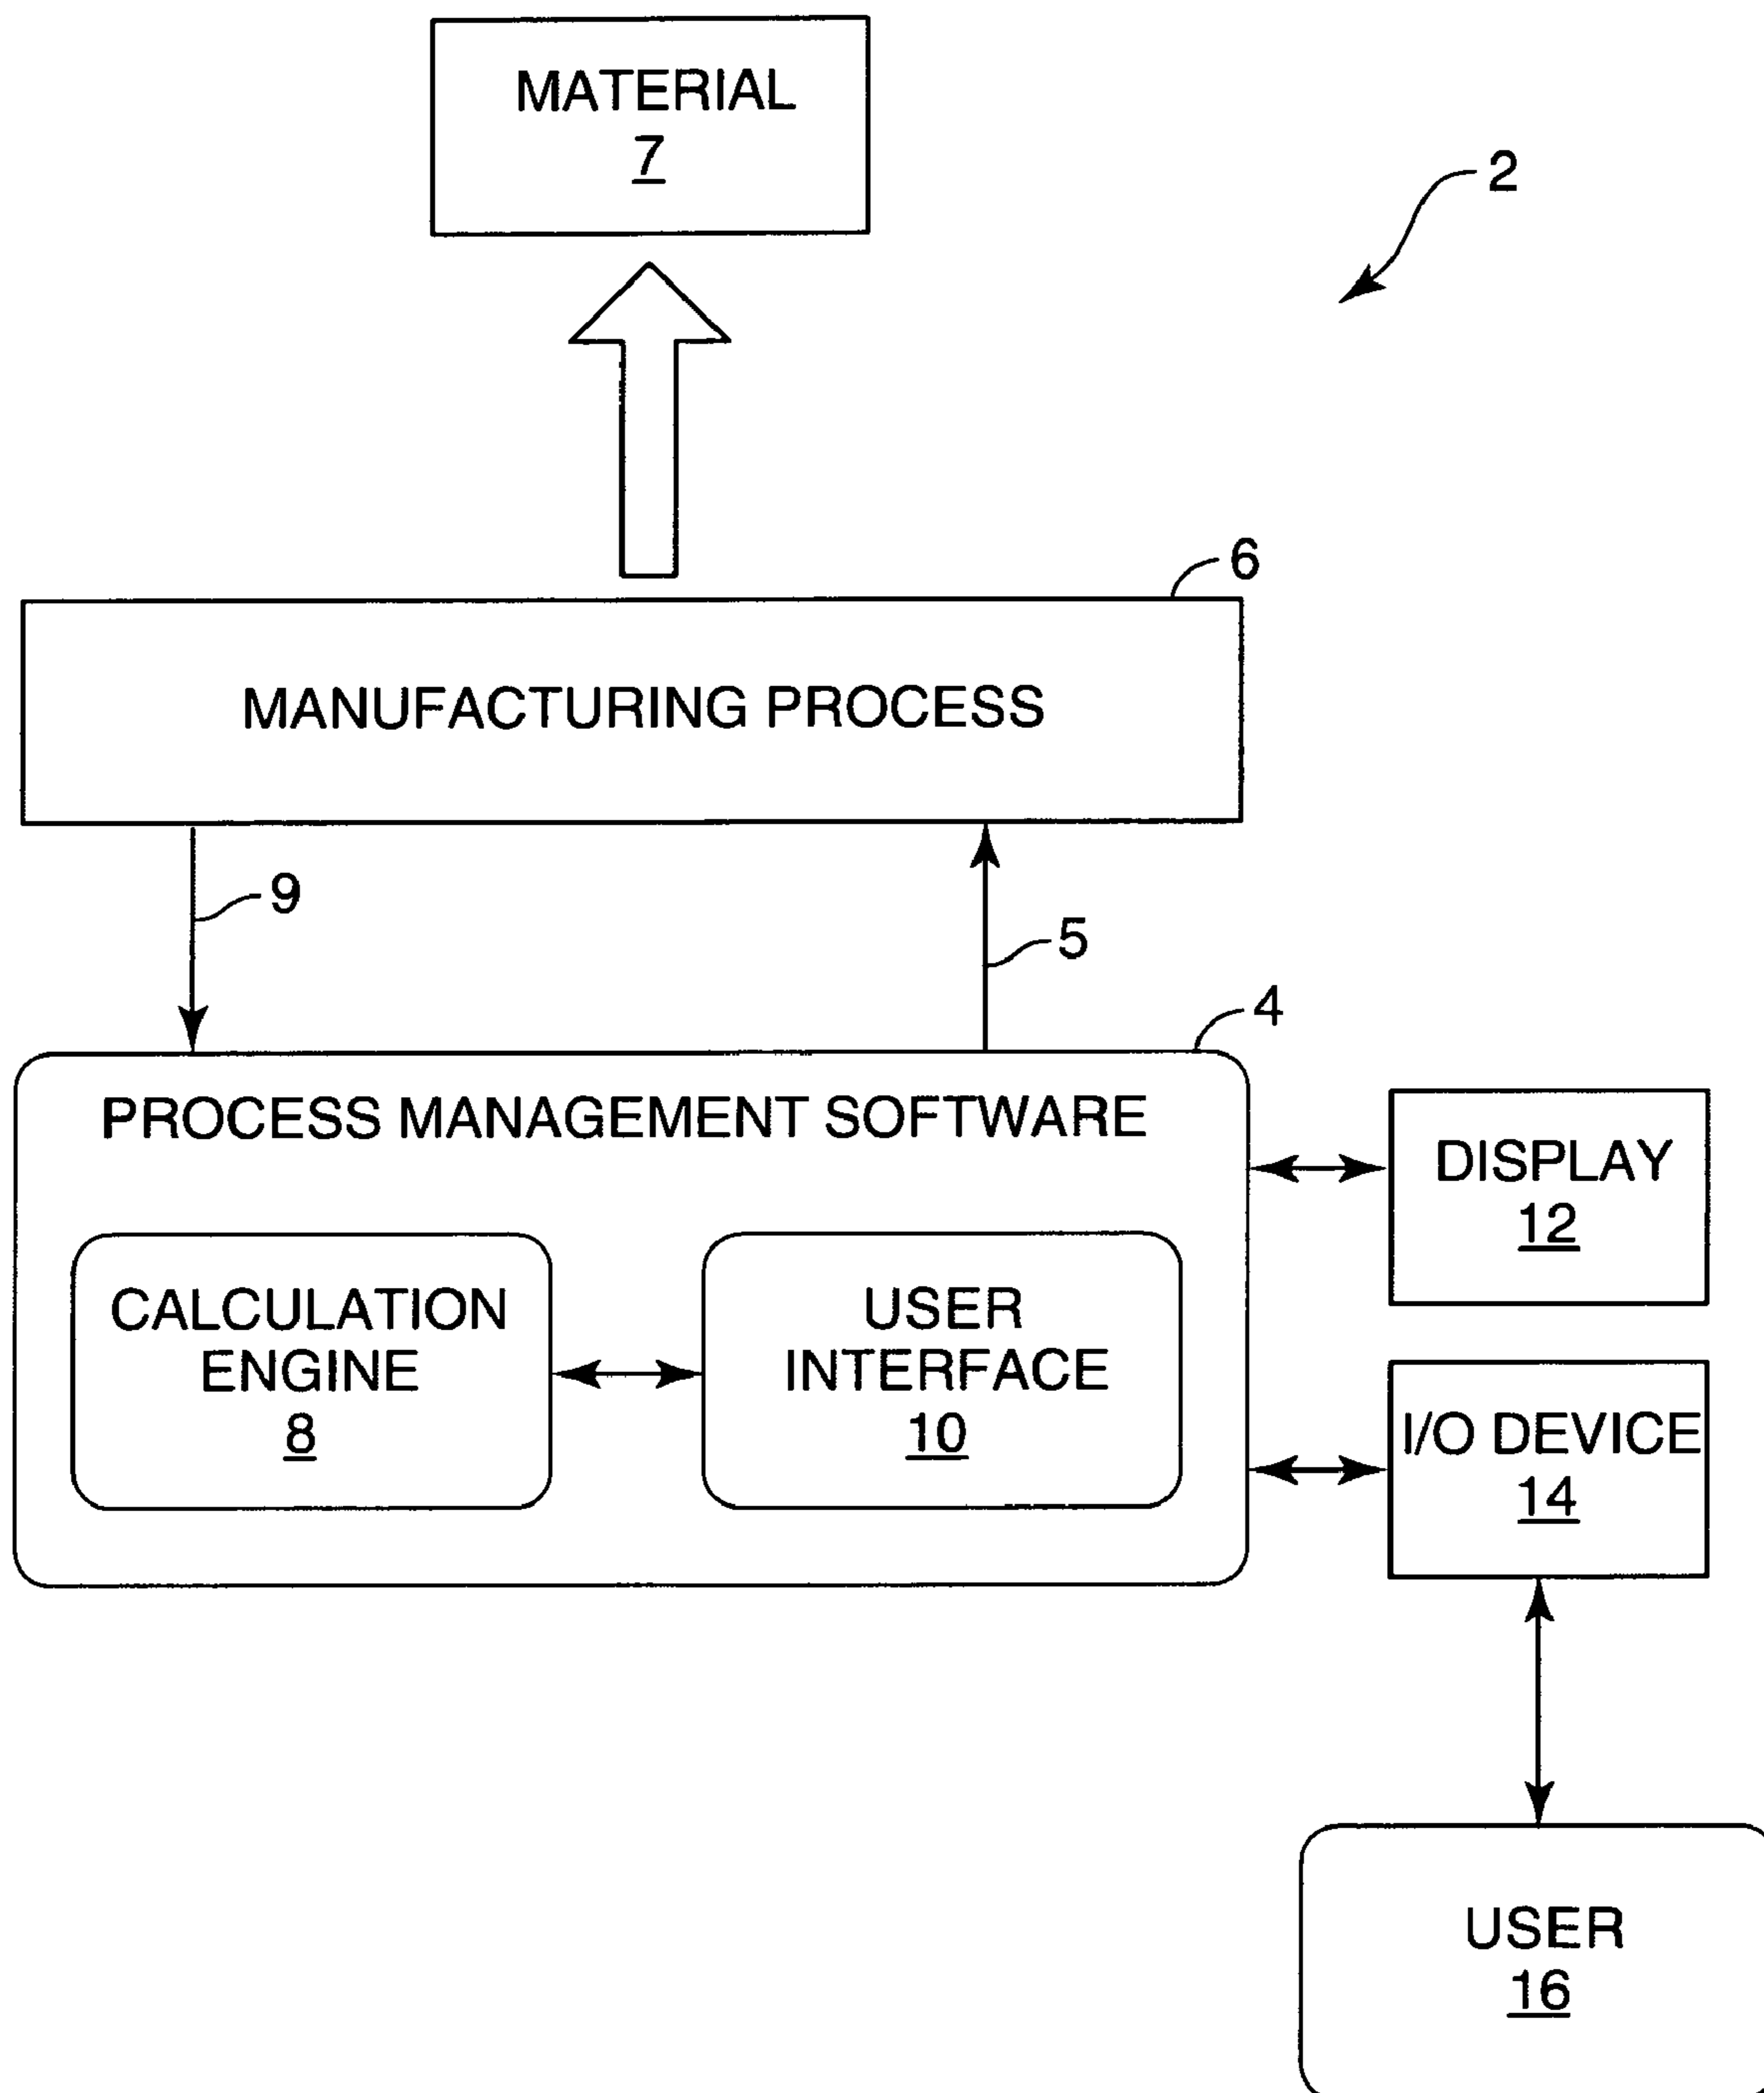 MATERIAL
7
2
6
MANUFACTURING PROCESS
9
5
4
PROCESS MANAGEMENT SOFTWARE
DISPLAY
12
CALCULATION
ENGINE
8
USER
INTERFACE
10
I/O DEVICE
14
USER
16